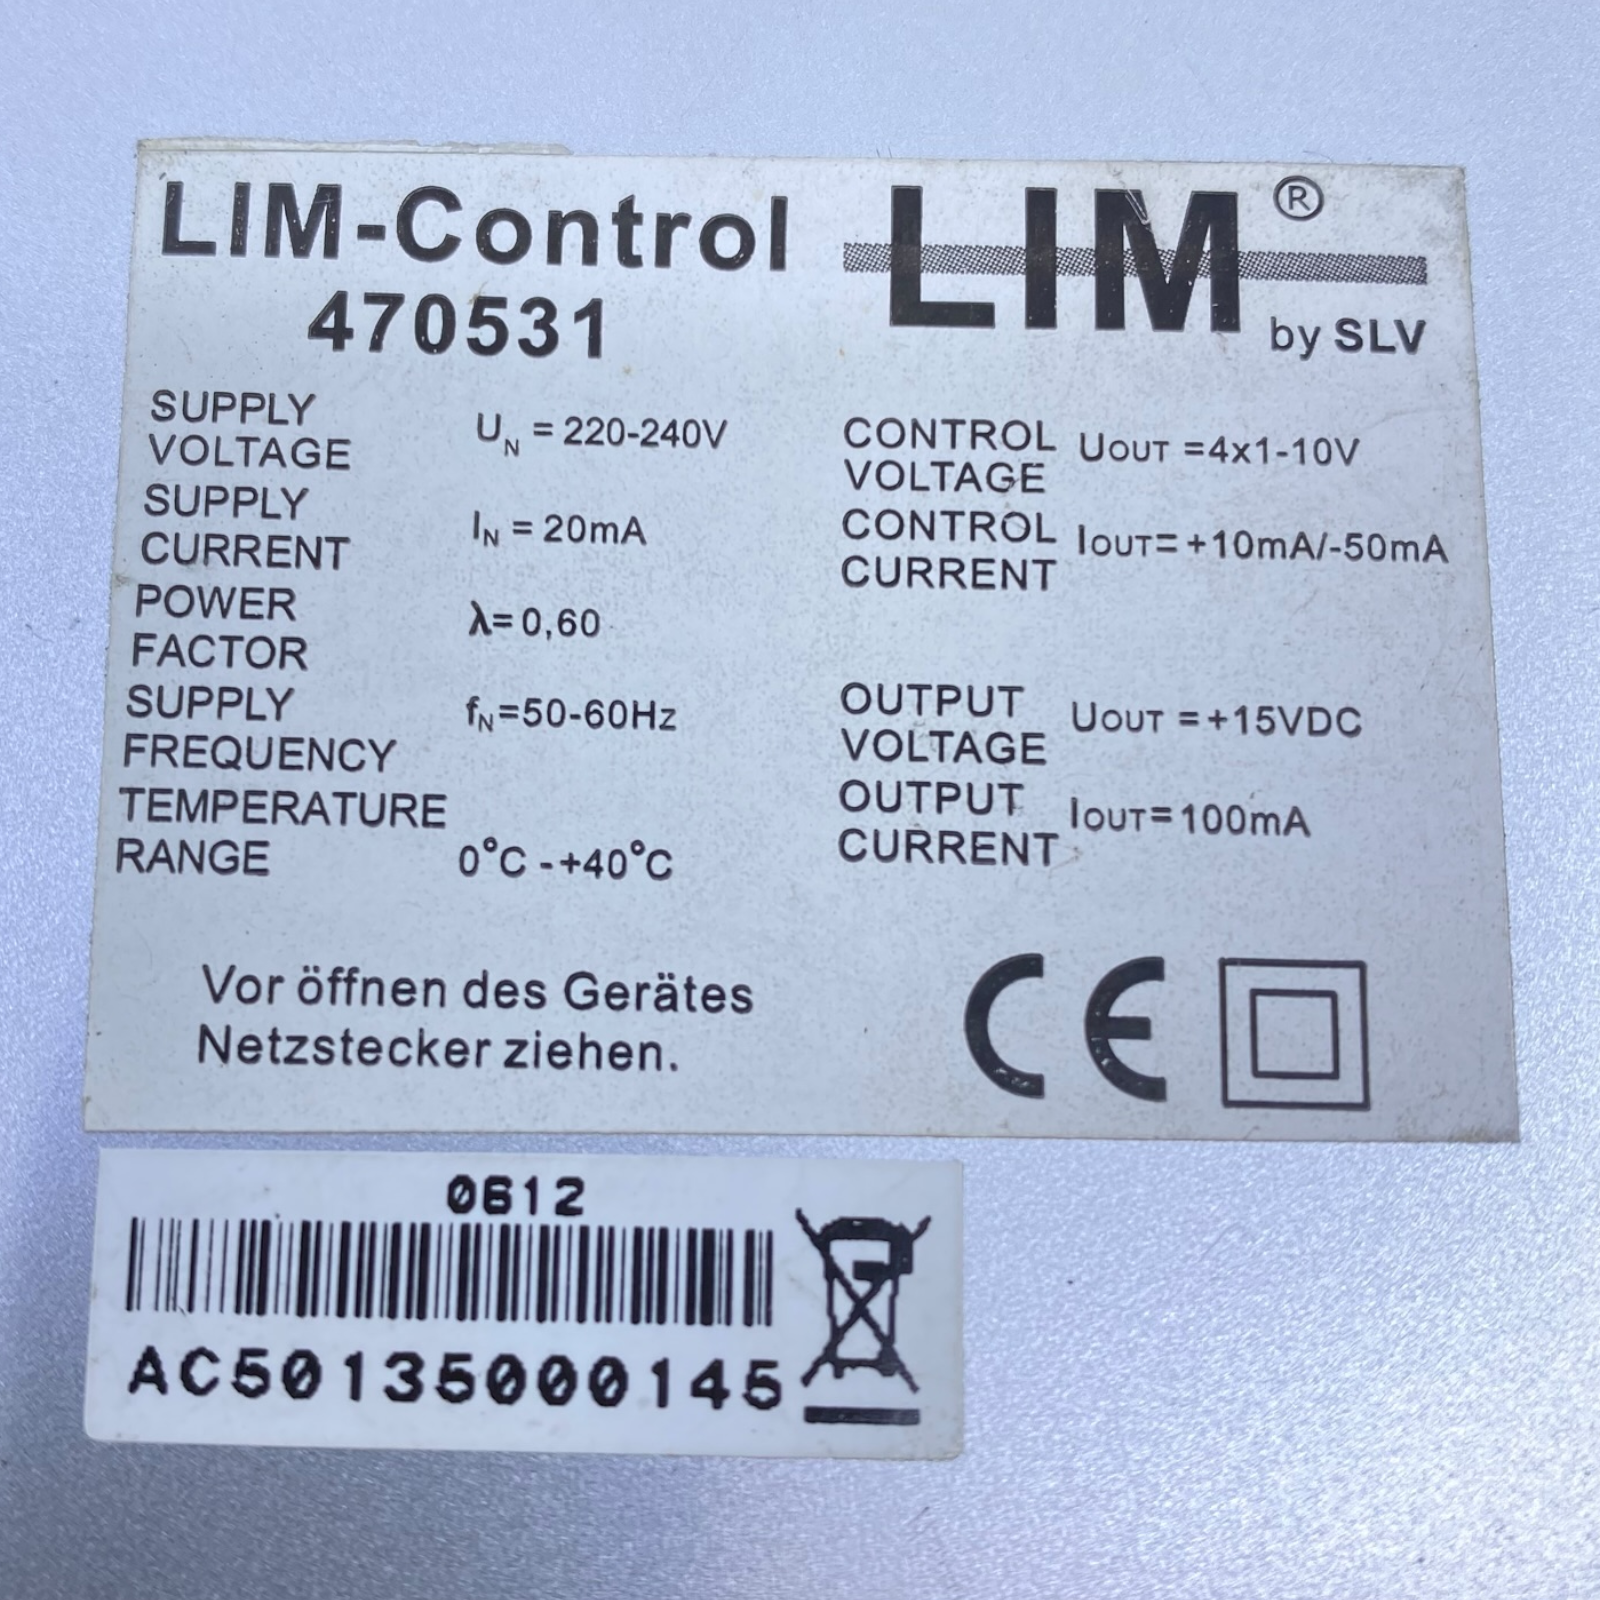 LIM-Control
470531
LIM®
by SLV
SUPPLY
VOLTAGE
UN = 220-240V
SUPPLY
CURRENT
IN = 20mA
POWER
FACTOR
λ= 0,60
SUPPLY
FREQUENCY
fN=50-60Hz
TEMPERATURE
RANGE
0°C -+40°C
CONTROL
VOLTAGE
UOUT =4x1-10V
CONTROL
CURRENT
IOUT= +10mA/-50mA
OUTPUT
VOLTAGE
UOUT =+15VDC
OUTPUT
CURRENT
IOUT=100mA
Vor öffnen des Gerätes
Netzstecker ziehen.
CE
0612
AC50135000145